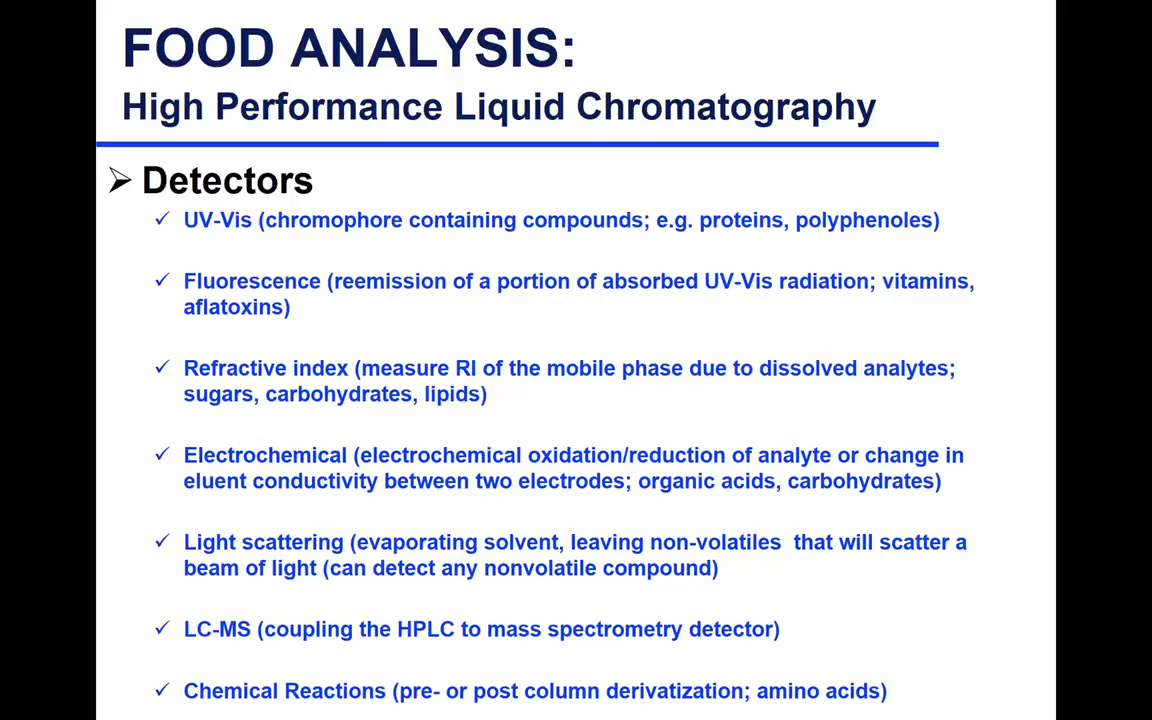 FOOD ANALYSIS:
High Performance Liquid Chromatography
Detectors
UV-Vis (chromophore containing compounds; e.g. proteins, polyphenoles)
Fluorescence (reemission of a portion of absorbed UV-Vis radiation; vitamins,
aflatoxins)
Refractive index (measure RI of the mobile phase due to dissolved analytes;
sugars, carbohydrates, lipids)
Electrochemical (electrochemical oxidation/reduction of analyte or change in
eluent conductivity between two electrodes; organic acids, carbohydrates)
Light scattering (evaporating solvent, leaving non-volatiles  that will scatter a
beam of light (can detect any nonvolatile compound)
LC-MS (coupling the HPLC to mass spectrometry detector)
Chemical Reactions (pre- or post column derivatization; amino acids)